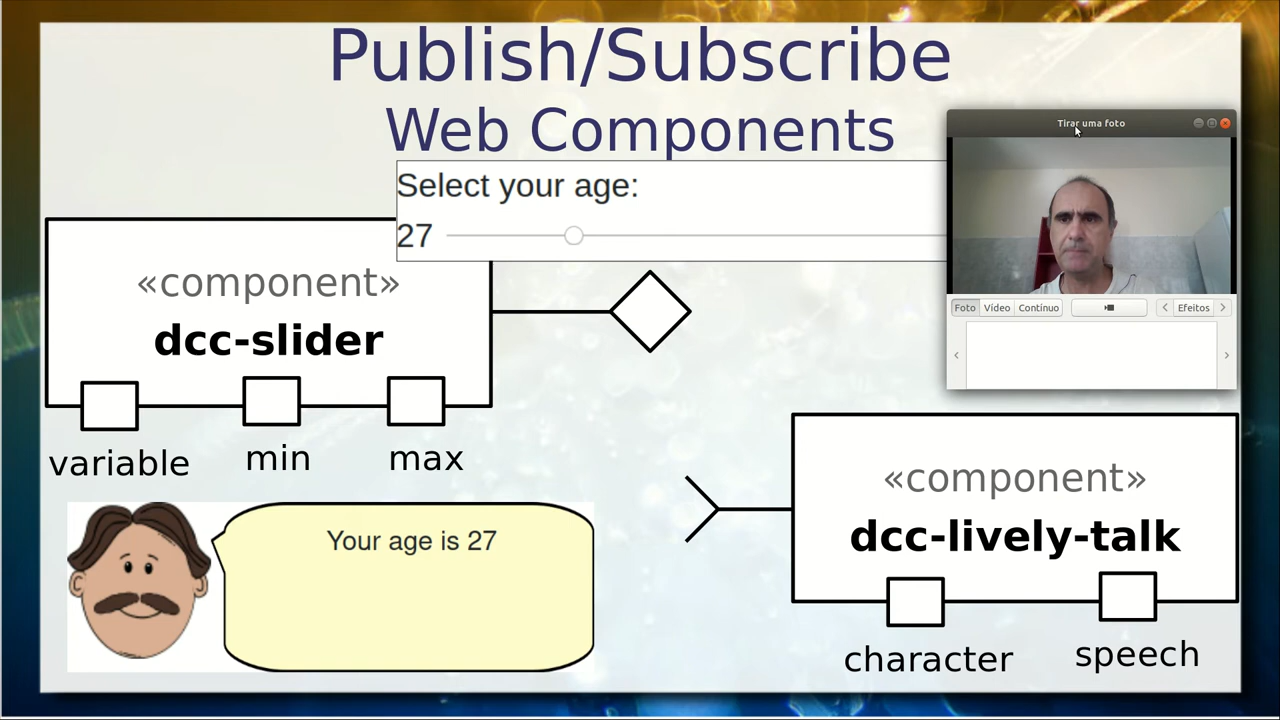 Publish/Subscribe
Web Components
Tirar uma foto
Select your age:
27
Foto
Vídeo
Contínuo
Efeitos
«component»
dcc-slider
variable
min
max
Your age is 27
«component»
dcc-lively-talk
character
speech